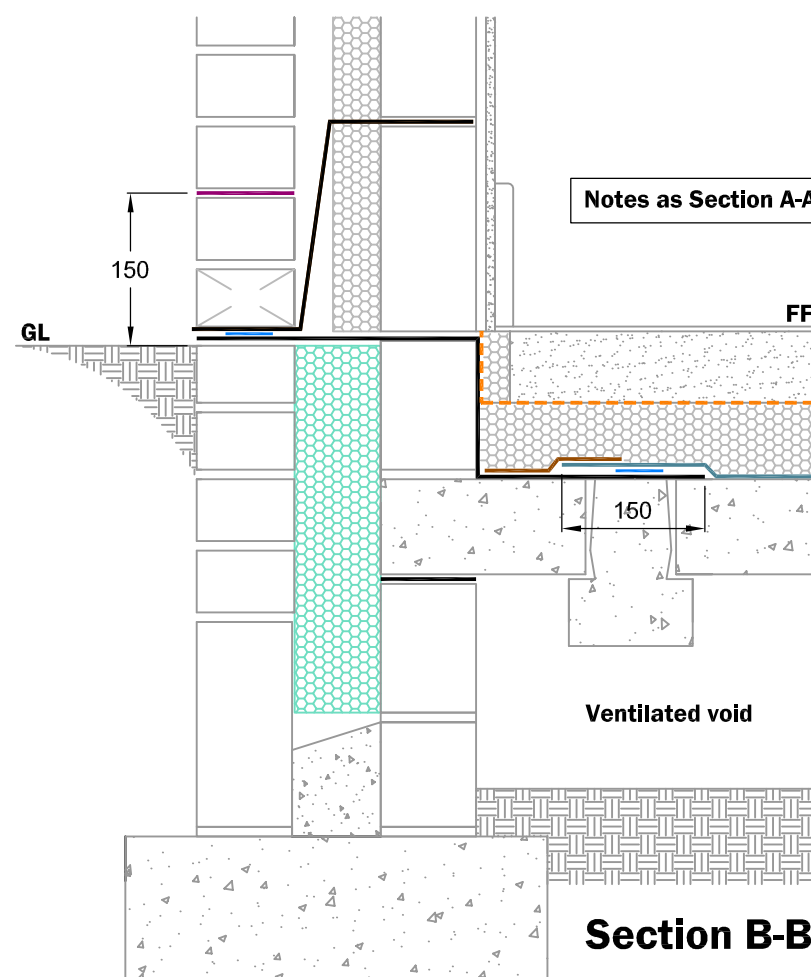 Notes as Section A-A
150
FF
GL
150
Ventilated void
Section B-B